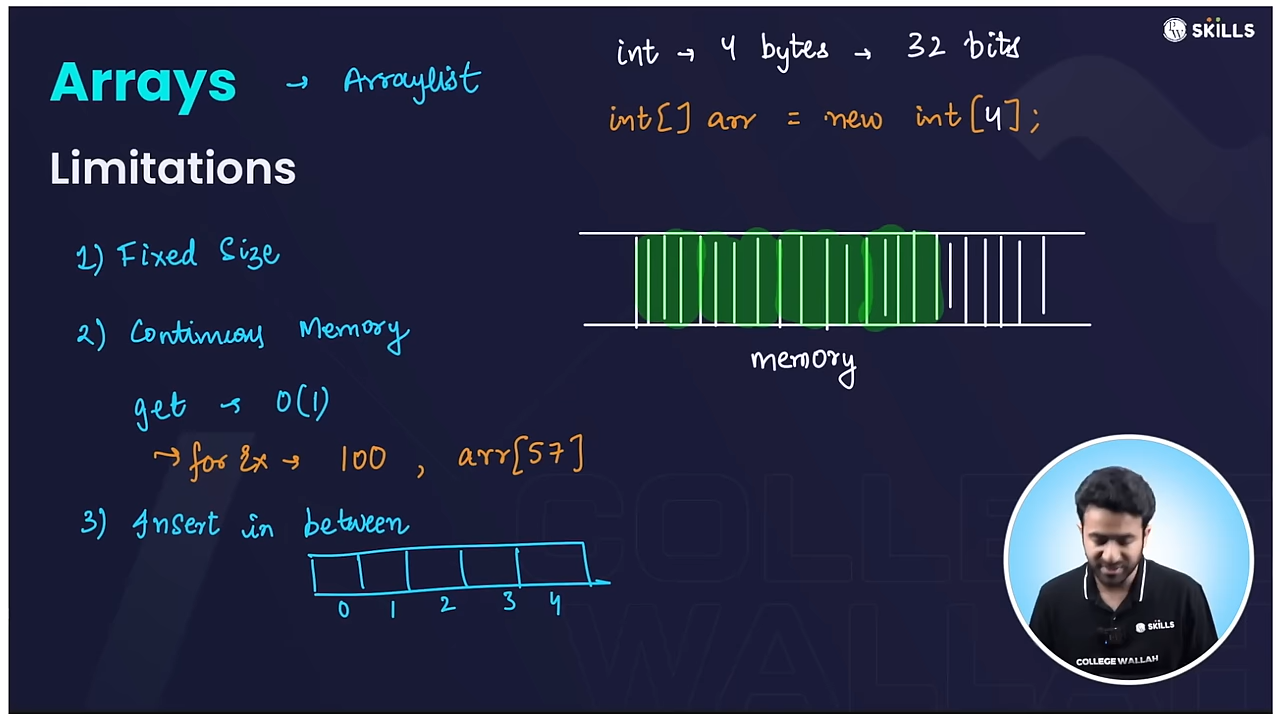 SKILLS
Arrays → Arraylist
int → 4 bytes → 32 bits
int[] arr = new int[4];
Limitations
1) Fixed Size
2) Continuous Memory
memory
get → O(1)
→ for Ex → 100 , arr[57]
3) Insert in between
0 1 2 3 4
SKILLS
COLLEGE WALLAH
COLLEGE
WALLAH